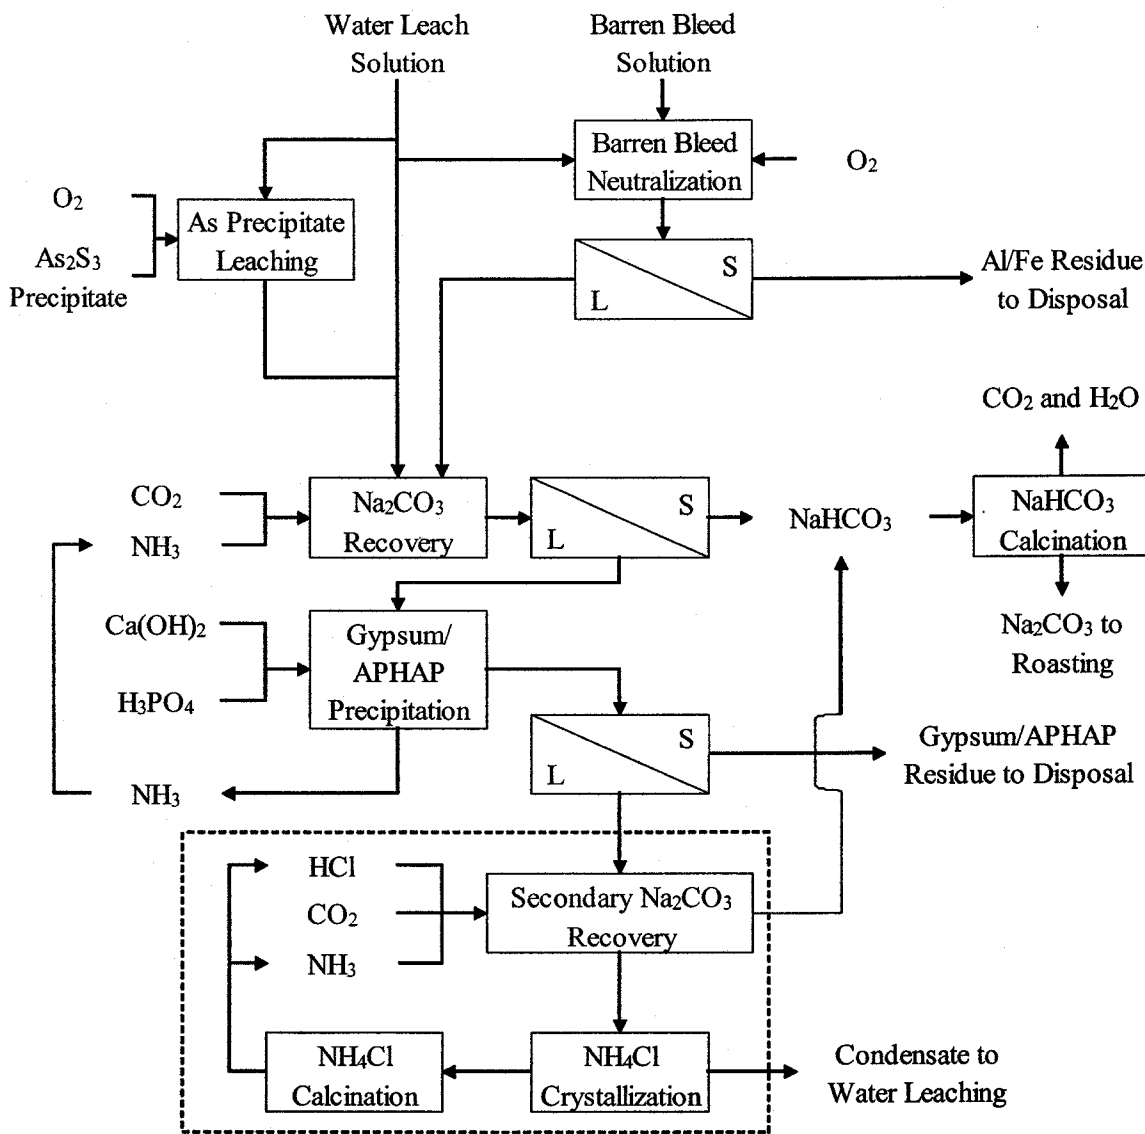 Water Leach
Solution
Barren Bleed
Solution
Barren Bleed
Neutralization
O₂
O₂
As₂S₃
Precipitate
As Precipitate
Leaching
S
L
Al/Fe Residue
to Disposal
CO₂ and H₂O
CO₂
NH₃
Na₂CO₃
Recovery
S
L
NaHCO₃
NaHCO₃
Calcination
Na₂CO₃ to
Roasting
Ca(OH)₂
H₃PO₄
Gypsum/
APHAP
Precipitation
S
L
Gypsum/APHAP
Residue to Disposal
NH₃
HCl
CO₂
NH₃
Secondary Na₂CO₃
Recovery
NH₄Cl
Calcination
NH₄Cl
Crystallization
Condensate to
Water Leaching